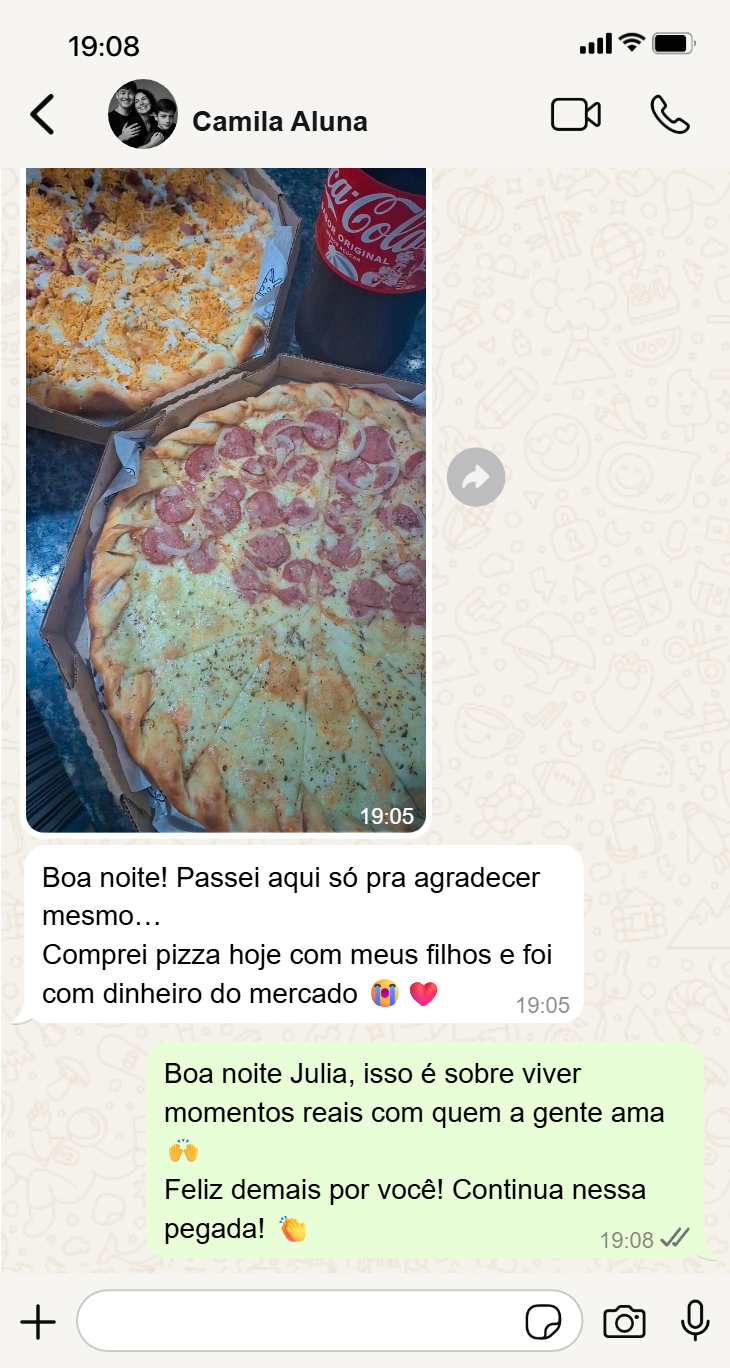 19:08
Camila Aluna
ca-Cola
OR ORIGINAL
19:05
Boa noite! Passei aqui só pra agradecer
mesmo…
Comprei pizza hoje com meus filhos e foi
com dinheiro do mercado 😭 ❤️
19:05
Boa noite Julia, isso é sobre viver
momentos reais com quem a gente ama
🙌
Feliz demais por você! Continua nessa
pegada! 👏
19:08